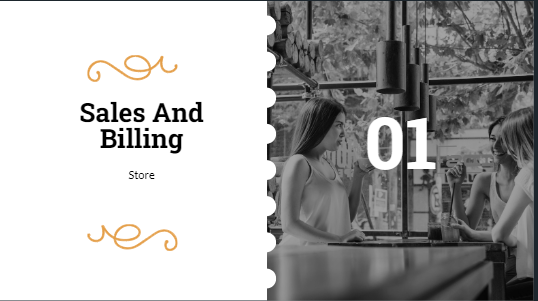 Sales And
Billing
Store
01